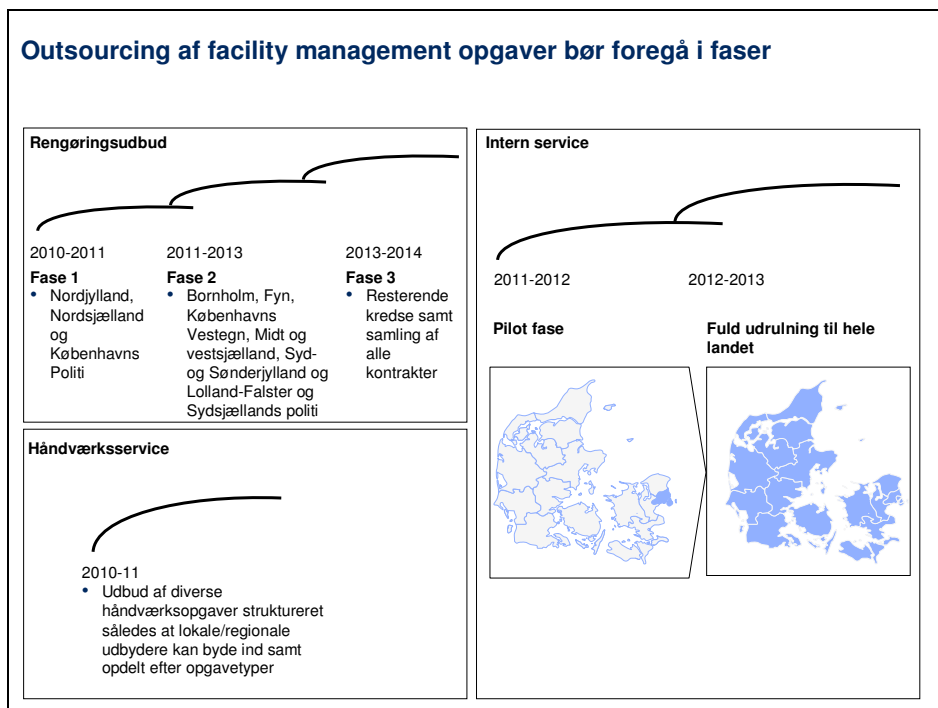 Outsourcing af facility management opgaver bør foregå i faser
Rengøringsudbud
2010-2011
Fase 1
• Nordjylland,
Nordsjælland
og
Københavns
Politi
2011-2013
Fase 2
• Bornholm, Fyn,
Københavns
Vestegn, Midt og
vestsjælland, Syd-
og Sønderjylland og
Lolland-Falster og
Sydsjællands politi
2013-2014
Fase 3
• Resterende
kredse samt
samling af
alle
kontrakter
Håndværksservice
2010-11
• Udbud af diverse
håndværksopgaver struktureret
således at lokale/regionale
udbydere kan byde ind samt
opdelt efter opgavetyper
Intern service
2011-2012
Pilot fase
2012-2013
Fuld udrulning til hele
landet